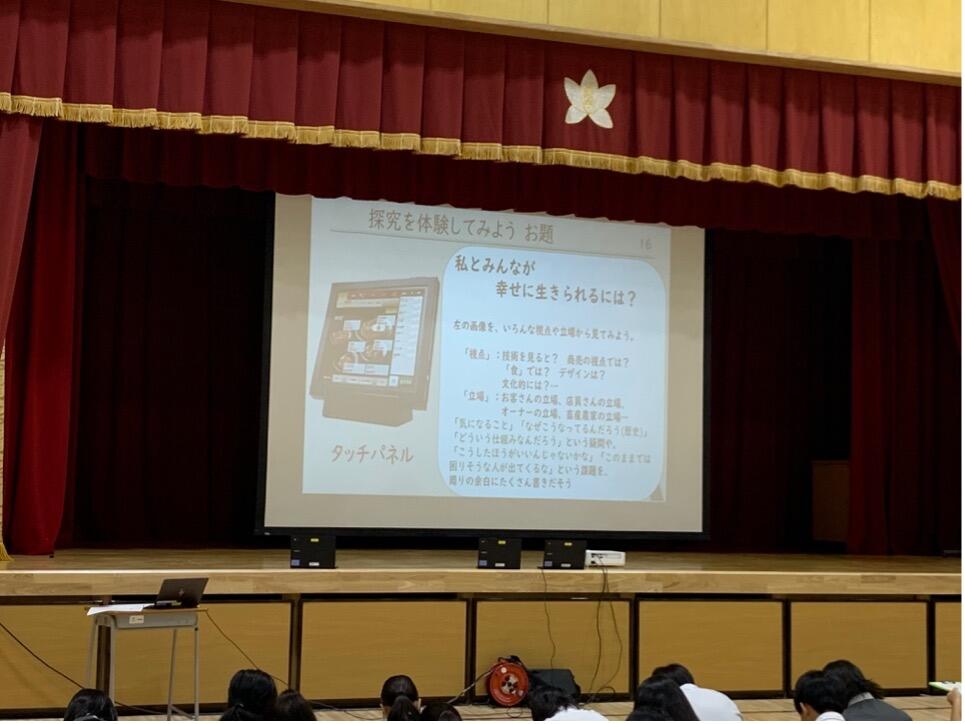 探究を体験してみよう お題
16
私とみんなが
幸せに生きられるには？
左の画像を、いろんな視点や立場から見てみよう。
「視点」：技術を見ると？ 商売の視点では？
「食」では？ デザインは？
文化的には？…
「立場」：お客さんの立場、店員さんの立場、
オーナーの立場、畜産農家の立場…
「気になること」「なぜこうなってるんだろう(歴史)」
「どういう仕組みなんだろう」という疑問や、
「こうしたほうがいいんじゃないかな」「このままでは
困りそうな人が出てくるな」という課題を、
周りの余白にたくさん書きだそう
タッチパネル